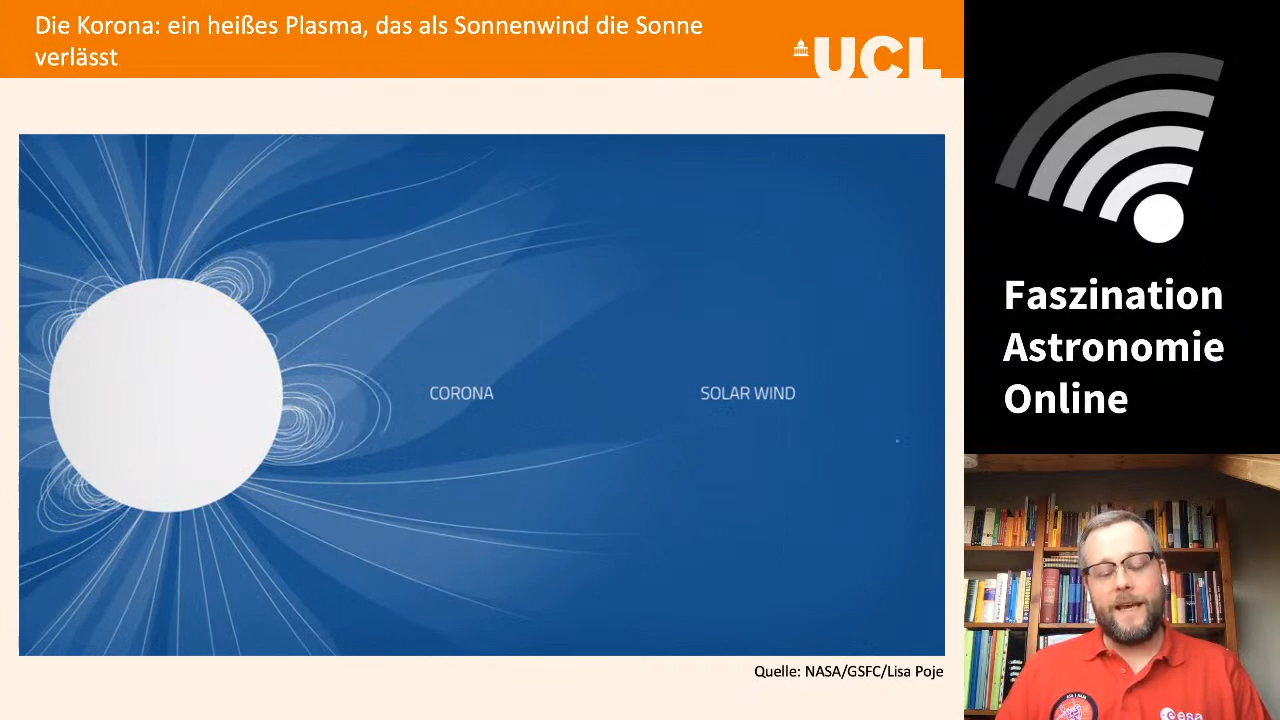 Die Korona: ein heißes Plasma, das als Sonnenwind die Sonne
verlässt
UCL
CORONA
SOLAR WIND
Quelle: NASA/GSFC/Lisa Poje
Faszination
Astronomie
Online
esa